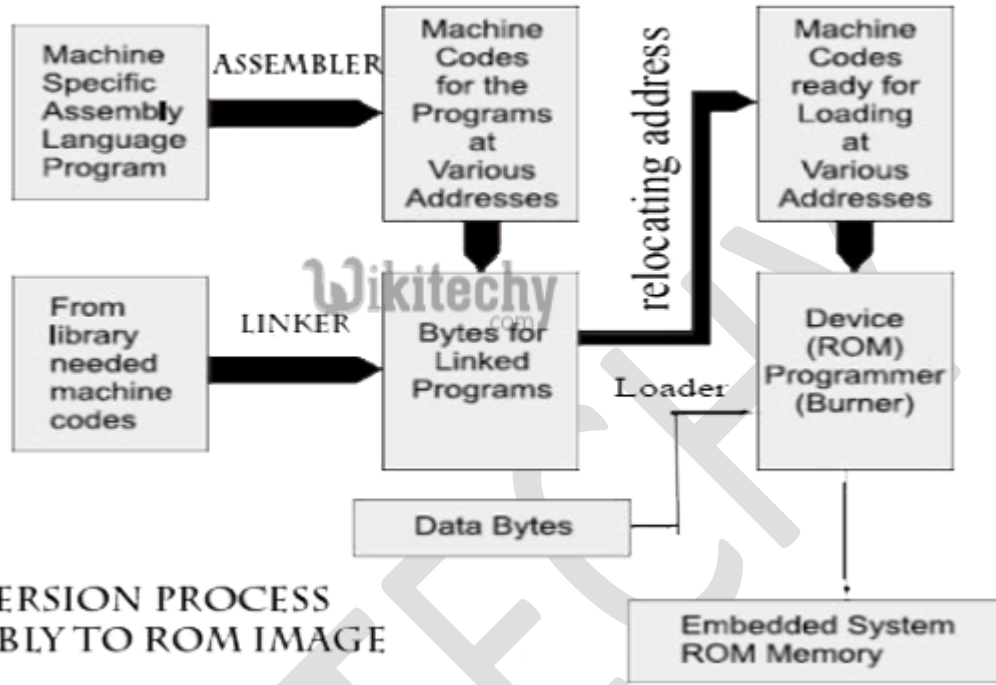 Machine
Specific
Assembly
Language
Program
ASSEMBLER
Machine
Codes
for the
Programs
at
Various
Addresses
relocating address
Machine
Codes
ready for
Loading
at
Various
Addresses
From
library
needed
machine
codes
LINKER
Wikitechy
.com
Bytes for
Linked
Programs
Loader
Device
(ROM)
Programmer
(Burner)
Data Bytes
ERSION PROCESS
BLY TO ROM IMAGE
Embedded System
ROM Memory
TECHY